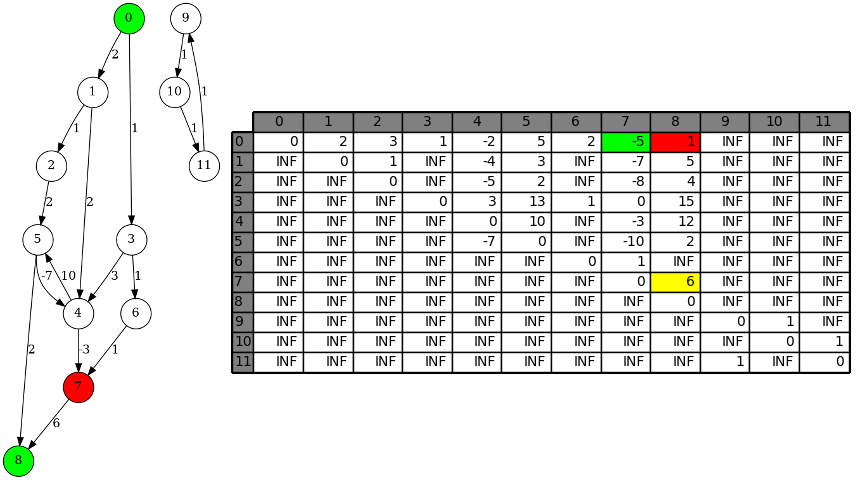 0
9
2
1
1
10
1
1
1
1
2
11
2
2
5
3
-7
10
3
1
4
6
2
-3
1
7
6
8
0 1 2 3 4 5 6 7 8 9 10 11
0 0 2 3 1 -2 5 2 -5 1 INF INF INF
1 INF 0 1 INF -4 3 INF -7 5 INF INF INF
2 INF INF 0 INF -5 2 INF -8 4 INF INF INF
3 INF INF INF 0 3 13 1 0 15 INF INF INF
4 INF INF INF INF 0 10 INF -3 12 INF INF INF
5 INF INF INF INF -7 0 INF -10 2 INF INF INF
6 INF INF INF INF INF INF 0 1 INF INF INF INF
7 INF INF INF INF INF INF INF 0 6 INF INF INF
8 INF INF INF INF INF INF INF INF 0 INF INF INF
9 INF INF INF INF INF INF INF INF INF 0 1 INF
10 INF INF INF INF INF INF INF INF INF INF 0 1
11 INF INF INF INF INF INF INF INF INF 1 INF 0